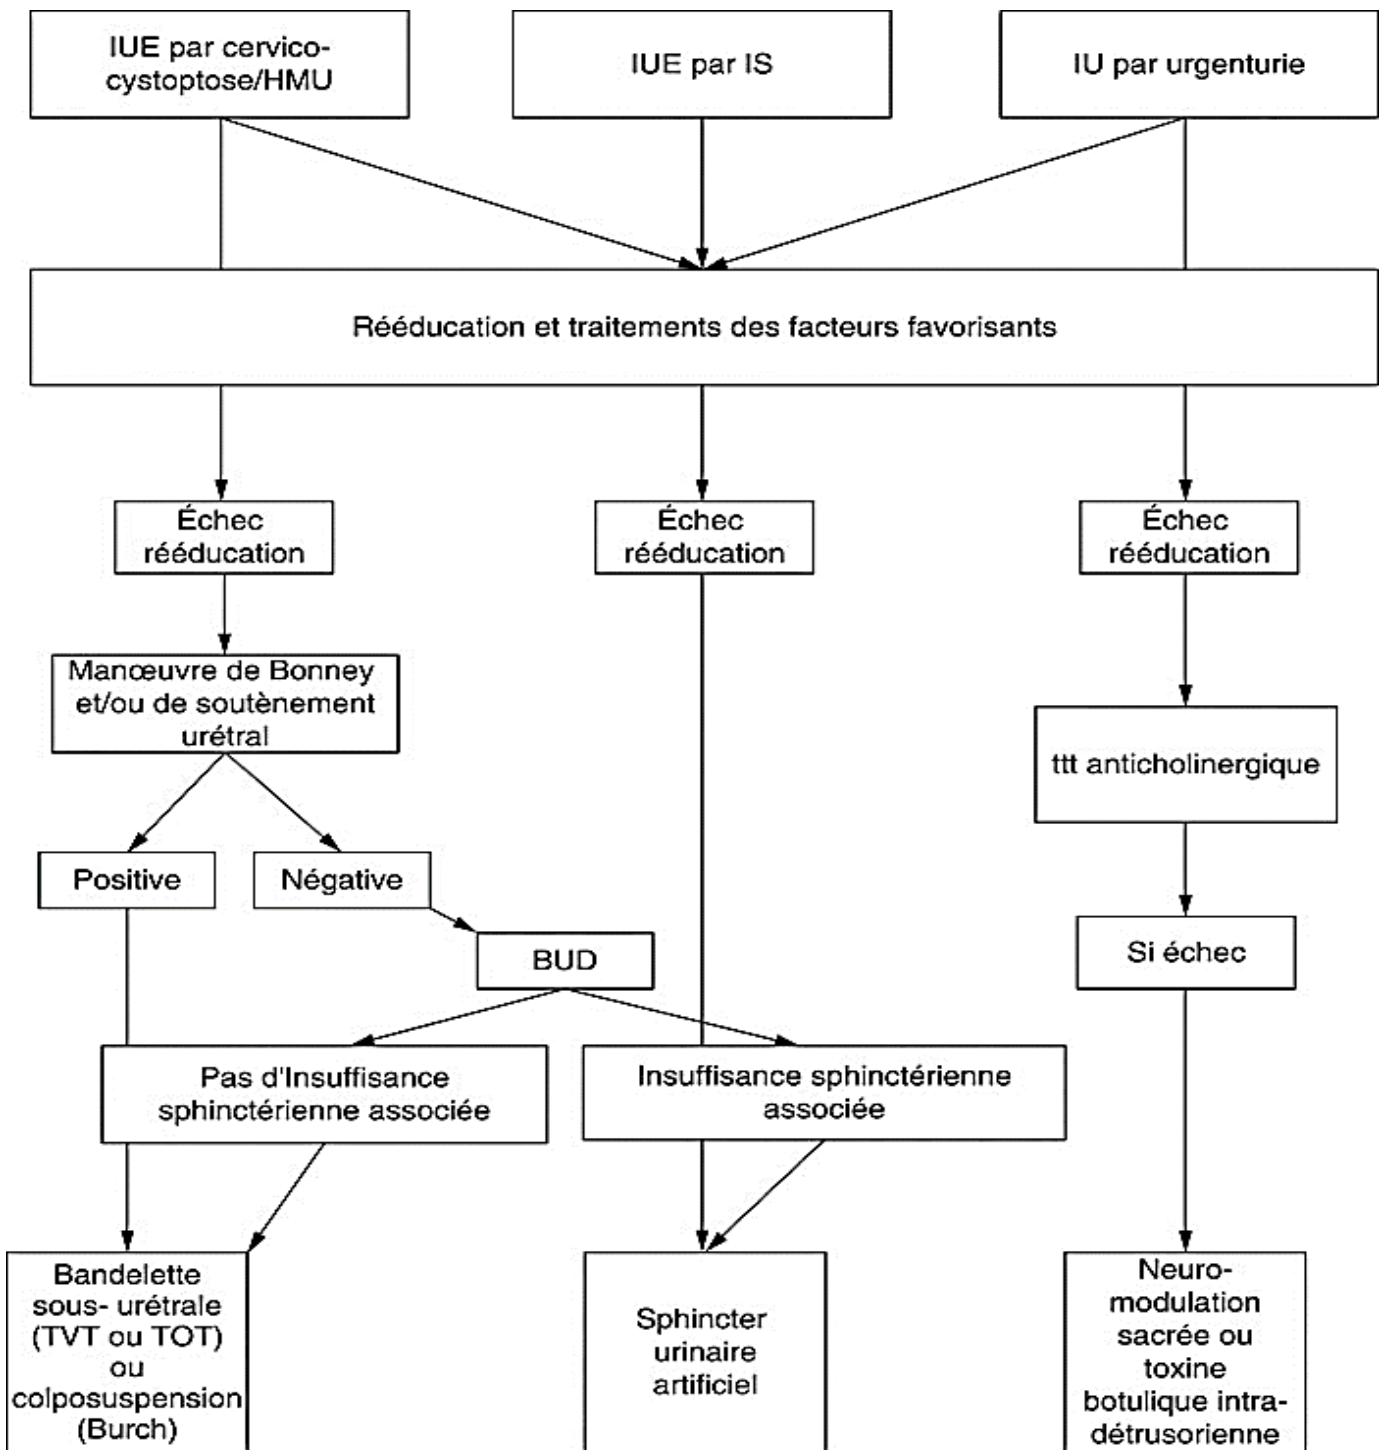 IUE par cervico-
cystoptose/HMU
IUE par IS
IU par urgenturie
Rééducation et traitements des facteurs favorisants
Échec
rééducation
Échec
rééducation
Échec
rééducation
Manœuvre de Bonney
et/ou de soutènement
urétral
ttt anticholinergique
Positive
Négative
BUD
Si échec
Pas d'Insuffisance
sphinctérienne associée
Insuffisance sphinctérienne
associée
Bandelette
sous- urétrale
(TVT ou TOT)
ou
colposuspension
(Burch)
Sphincter
urinaire
artificiel
Neuro-
modulation
sacrée ou
toxine
botulique intra-
détrusorienne